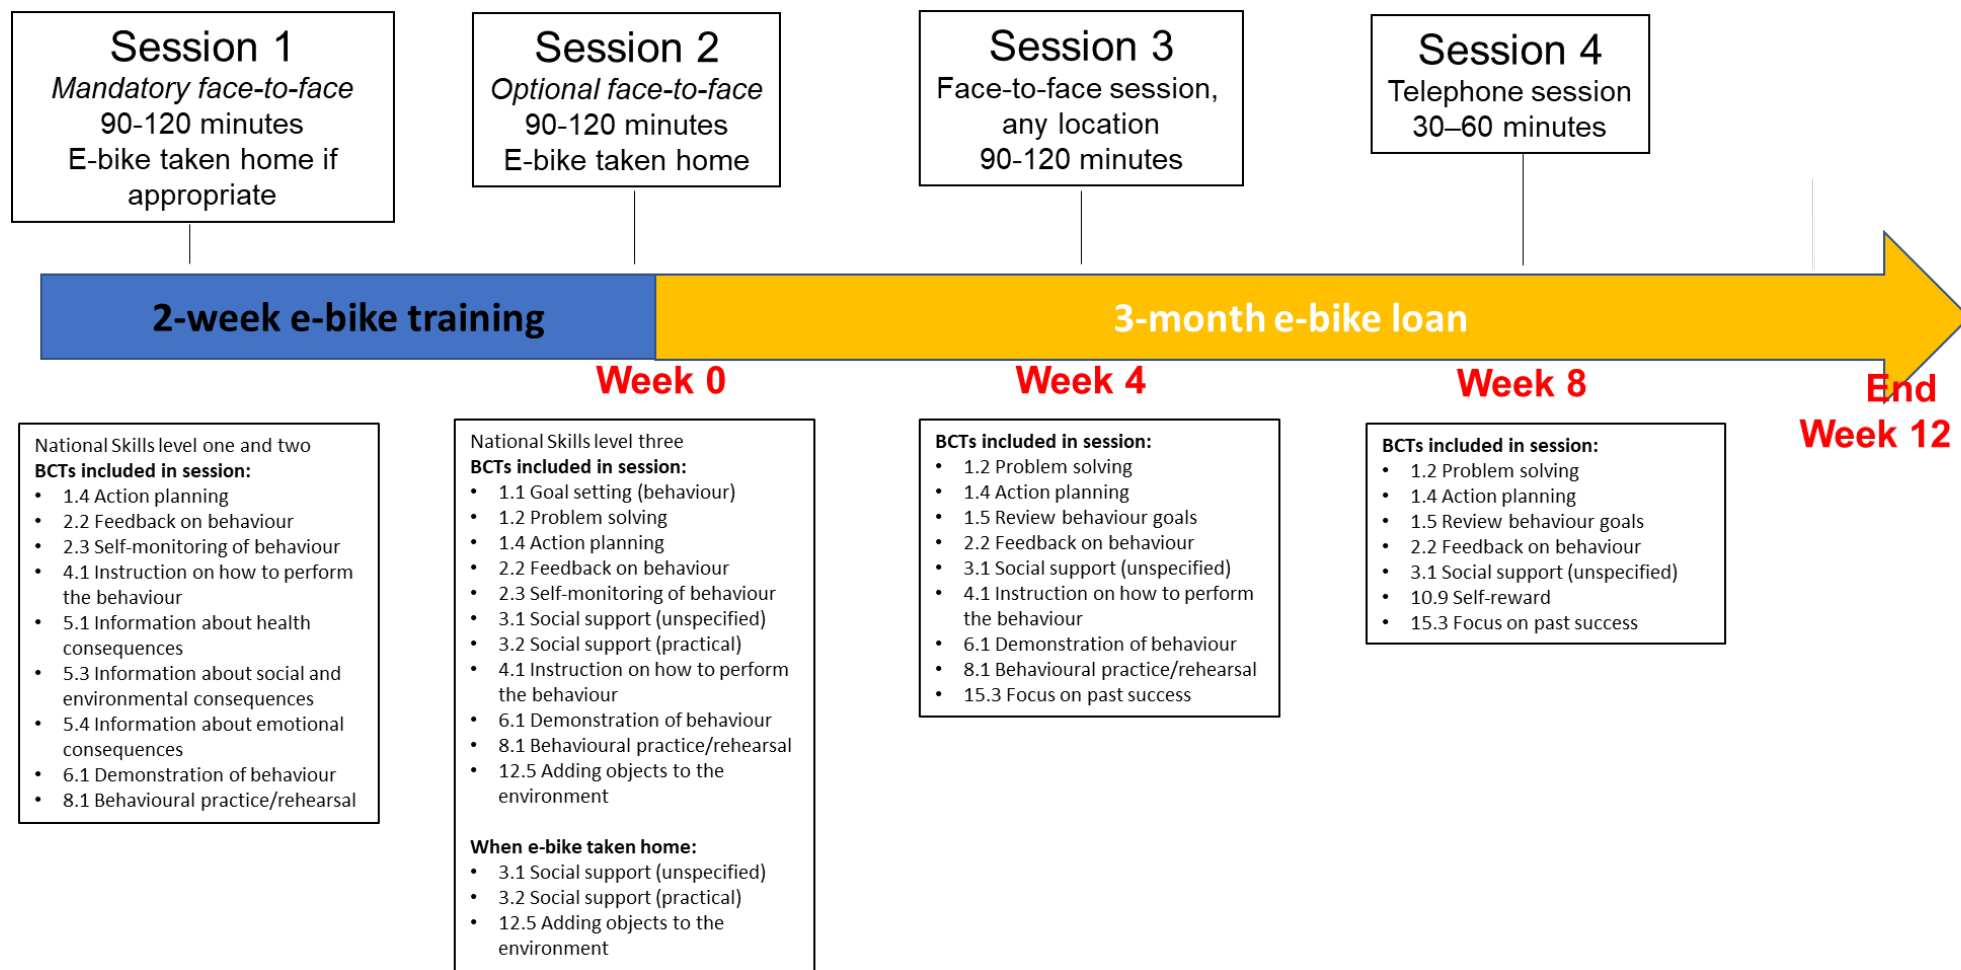 Session 1
Mandatory face-to-face
90-120 minutes
E-bike taken home if
appropriate
Session 2
Optional face-to-face
90-120 minutes
E-bike taken home
Session 3
Face-to-face session,
any location
90-120 minutes
Session 4
Telephone session
30–60 minutes
2-week e-bike training
3-month e-bike loan
Week 0
Week 4
Week 8
End
Week 12
National Skills level one and two
BCTs included in session:
• 1.4 Action planning
• 2.2 Feedback on behaviour
• 2.3 Self-monitoring of behaviour
• 4.1 Instruction on how to perform
the behaviour
• 5.1 Information about health
consequences
• 5.3 Information about social and
environmental consequences
• 5.4 Information about emotional
consequences
• 6.1 Demonstration of behaviour
• 8.1 Behavioural practice/rehearsal
National Skills level three
BCTs included in session:
• 1.1 Goal setting (behaviour)
• 1.2 Problem solving
• 1.4 Action planning
• 2.2 Feedback on behaviour
• 2.3 Self-monitoring of behaviour
• 3.1 Social support (unspecified)
• 3.2 Social support (practical)
• 4.1 Instruction on how to perform
the behaviour
• 6.1 Demonstration of behaviour
• 8.1 Behavioural practice/rehearsal
• 12.5 Adding objects to the
environment
When e-bike taken home:
• 3.1 Social support (unspecified)
• 3.2 Social support (practical)
• 12.5 Adding objects to the
environment
BCTs included in session:
• 1.2 Problem solving
• 1.4 Action planning
• 1.5 Review behaviour goals
• 2.2 Feedback on behaviour
• 3.1 Social support (unspecified)
• 4.1 Instruction on how to perform
the behaviour
• 6.1 Demonstration of behaviour
• 8.1 Behavioural practice/rehearsal
• 15.3 Focus on past success
BCTs included in session:
• 1.2 Problem solving
• 1.4 Action planning
• 1.5 Review behaviour goals
• 2.2 Feedback on behaviour
• 3.1 Social support (unspecified)
• 10.9 Self-reward
• 15.3 Focus on past success